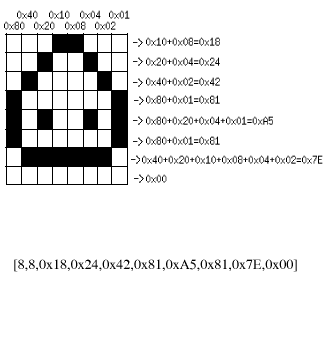 0x40 0x10 0x04 0x01
0x80 0x20 0x08 0x02
->0x10+0x08=0x18
->0x20+0x04=0x24
->0x40+0x02=0x42
->0x80+0x01=0x81
->0x80+0x20+0x04+0x01=0xA5
->0x80+0x01=0x81
->0x40+0x20+0x10+0x08+0x04+0x02=0x7E
->0x00
[8,8,0x18,0x24,0x42,0x81,0xA5,0x81,0x7E,0x00]